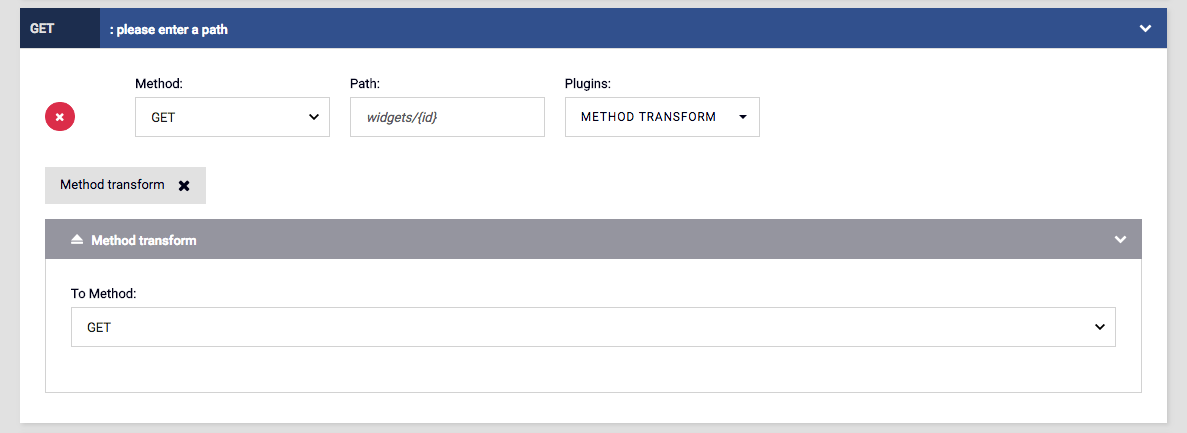 GET : please enter a path
Method: Path: Plugins:
GET widgets/{id} METHOD TRANSFORM
Method transform
Method transform
To Method:
GET